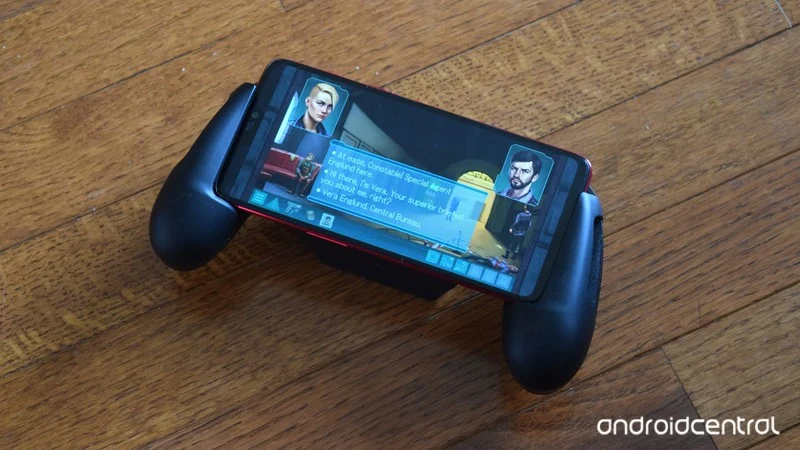 • At ease, Constable! Special Agent
Englund here.
• Hi there, I'm Vera. Your superior briefed
you about me, right?
• Vera Englund, Central Bureau.
androidcentral